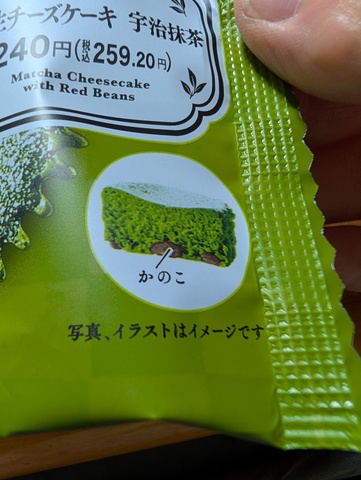 チーズケーキ 宇治抹茶
240円(税込259.20円)
Matcha Cheesecake
with Red Beans
かのこ
写真、イラストはイメージです